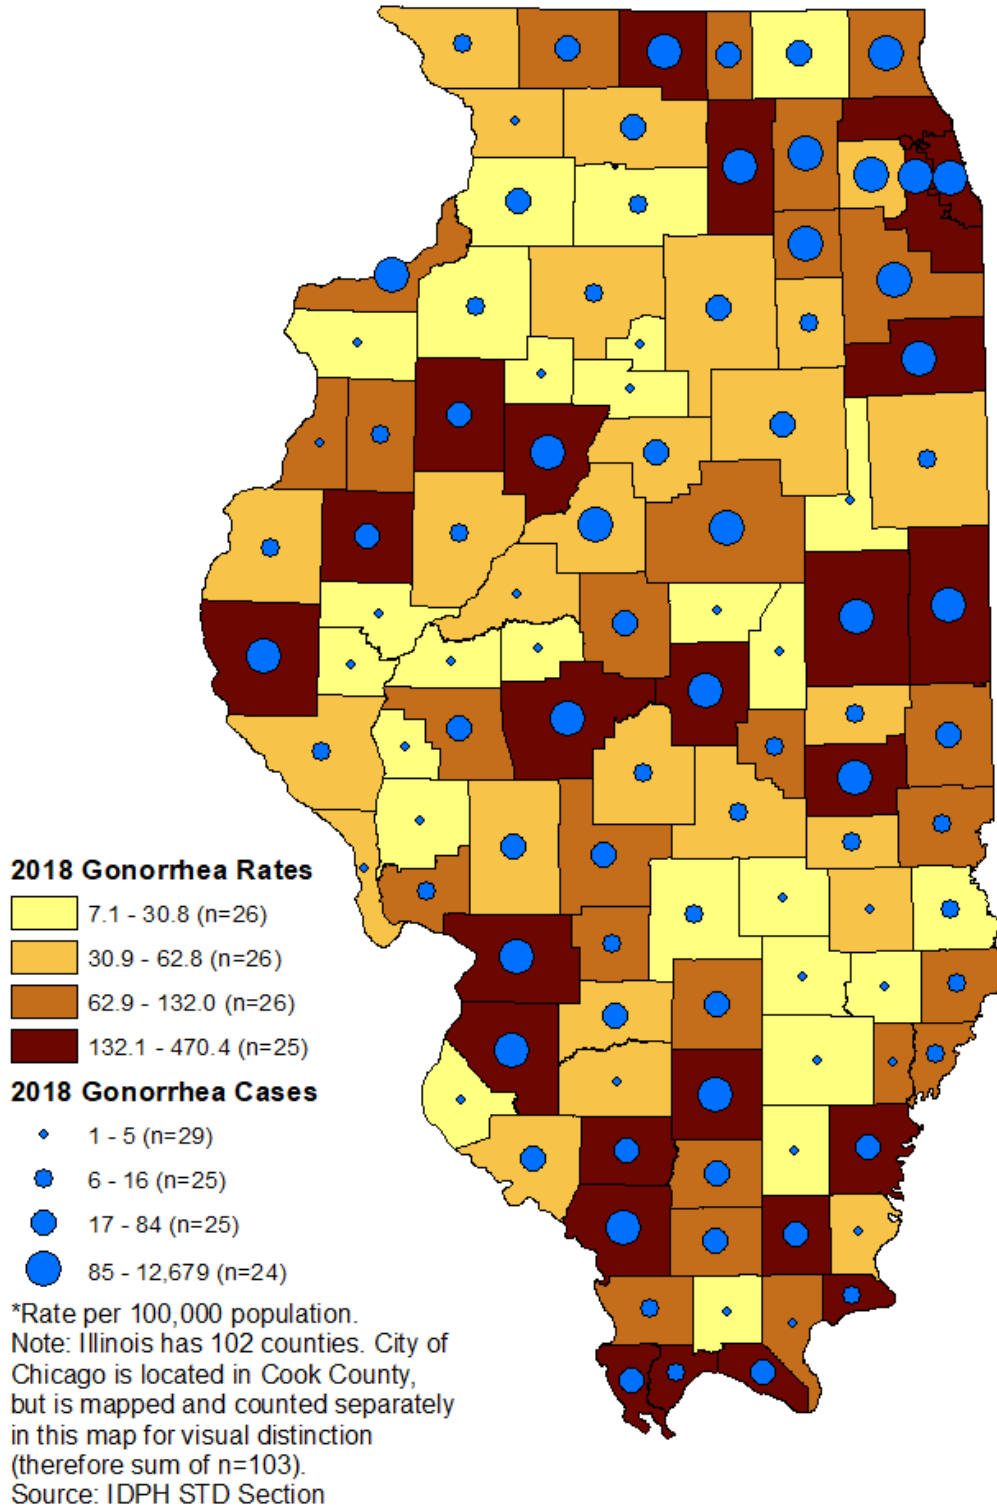 2018 Gonorrhea Rates
7.1 - 30.8 (n=26)
30.9 - 62.8 (n=26)
62.9 - 132.0 (n=26)
132.1 - 470.4 (n=25)
2018 Gonorrhea Cases
1 - 5 (n=29)
6 - 16 (n=25)
17 - 84 (n=25)
85 - 12,679 (n=24)
*Rate per 100,000 population.
Note: Illinois has 102 counties. City of
Chicago is located in Cook County,
but is mapped and counted separately
in this map for visual distinction
(therefore sum of n=103).
Source: IDPH STD Section